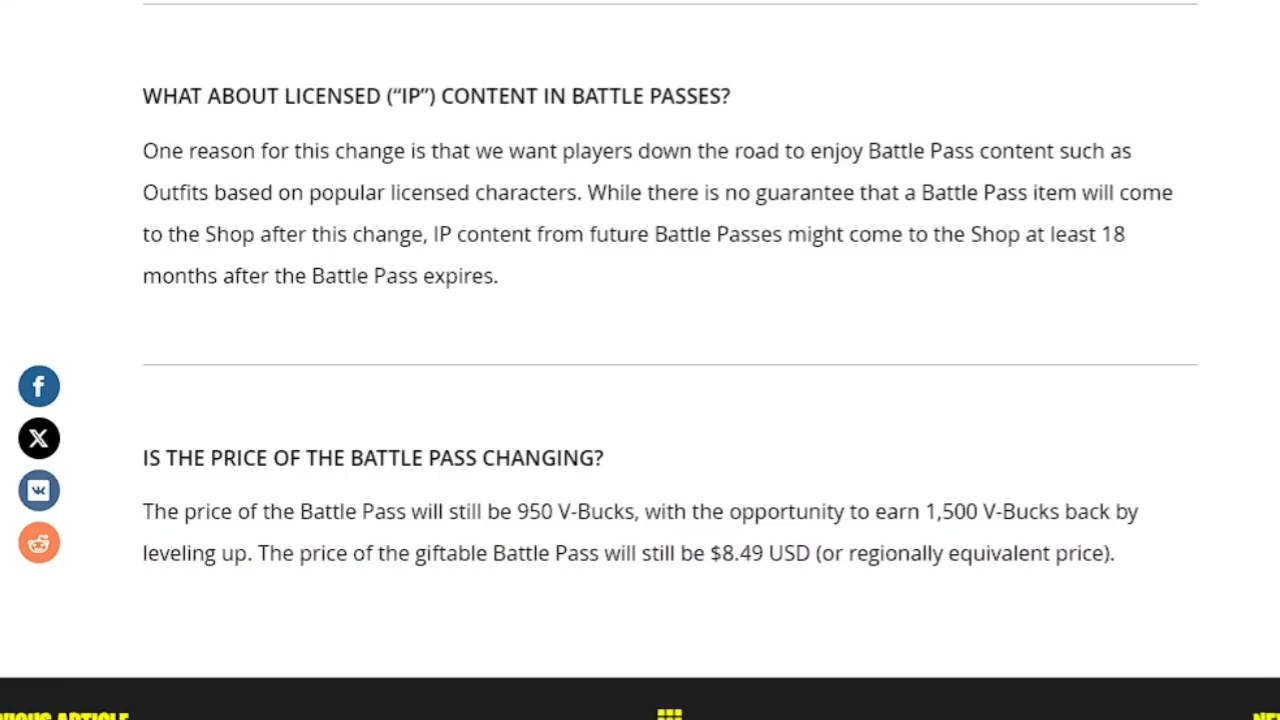 WHAT ABOUT LICENSED (“IP”) CONTENT IN BATTLE PASSES?
One reason for this change is that we want players down the road to enjoy Battle Pass content such as
Outfits based on popular licensed characters. While there is no guarantee that a Battle Pass item will come
to the Shop after this change, IP content from future Battle Passes might come to the Shop at least 18
months after the Battle Pass expires.
IS THE PRICE OF THE BATTLE PASS CHANGING?
The price of the Battle Pass will still be 950 V-Bucks, with the opportunity to earn 1,500 V-Bucks back by
leveling up. The price of the giftable Battle Pass will still be $8.49 USD (or regionally equivalent price).